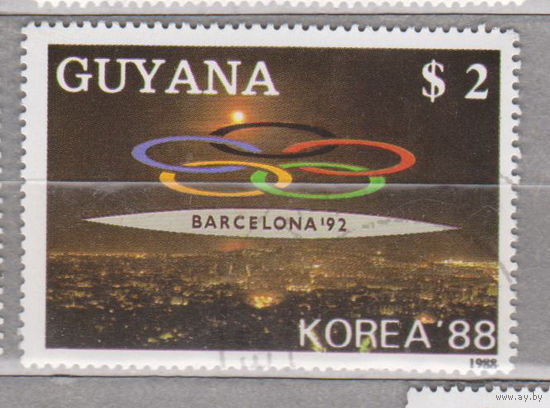 GUYANA $ 2
BARCELONA '92
KOREA '88
1988
www.ay.by